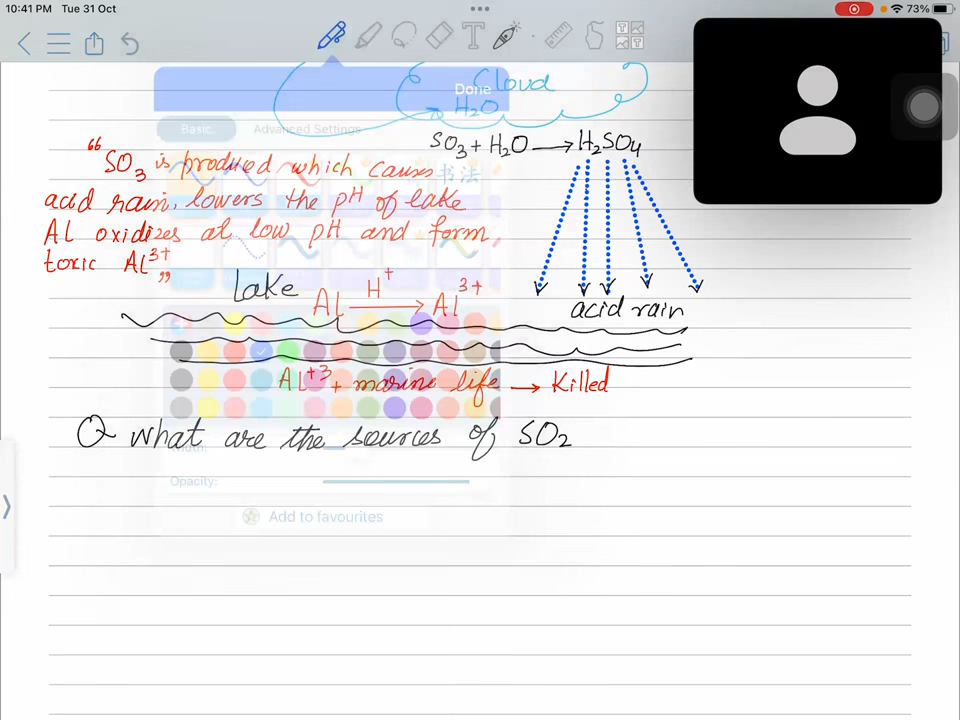 10:41 PM Tue 31 Oct
73%
Cloud
Done
H₂O
Basic
Advanced Settings
SO₃ + H₂O → H₂SO₄
"SO₃ is produced which causes
书法
acid rain, lowers the pH of lake
Al oxidizes at low pH and form
toxic Al³⁺"
Lake
Al H⁺ → Al³⁺
acid rain
Al⁺³ + marine life → Killed
Q what are the sources of SO₂
Width:
Opacity:
Add to favourites